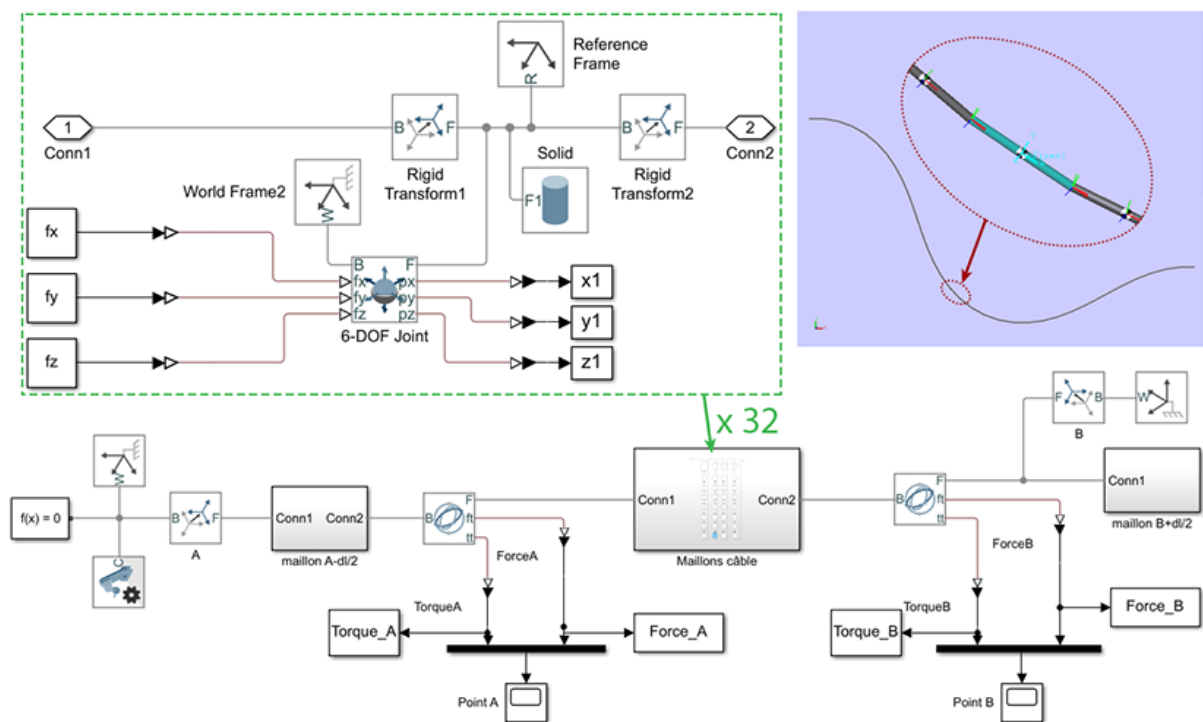 Reference
Frame
R
1
Conn1
B
F
Rigid
Transform1
Solid
F1
B
F
Rigid
Transform2
2
Conn2
World Frame2
W
fx
fy
fz
B
F
fx
px
fy
py
fz
pz
6-DOF Joint
x1
y1
z1
x 32
f(x) = 0
W
C
B
F
A
Conn1
Conn2
maillon A-dl/2
B
F
ft
tt
ForceA
TorqueA
Torque_A
Force_A
Point A
Conn1
Conn2
Maillons câble
B
F
ft
tt
ForceB
TorqueB
Torque_B
Force_B
Point B
F
B
B
W
Conn1
maillon B+dl/2